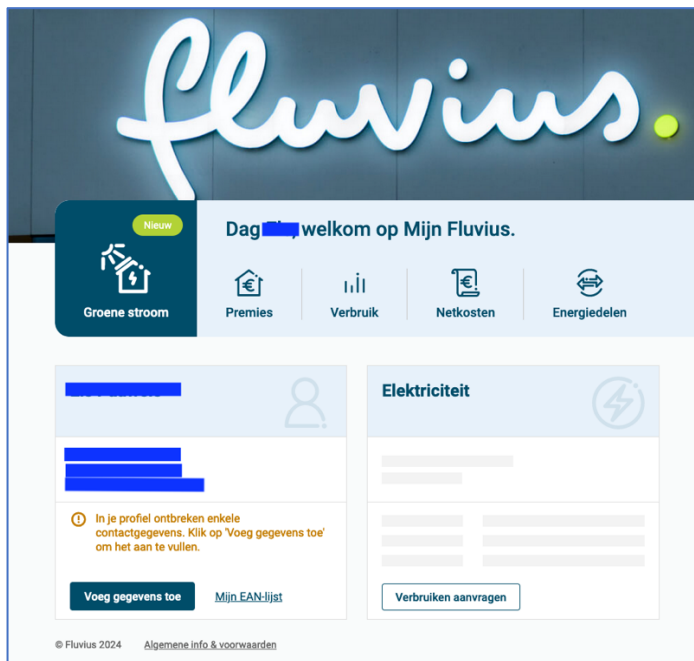 fluvius.
Nieuw
Dag welkom op Mijn Fluvius.
Groene stroom
Premies
Verbruik
Netkosten
Energiedelen
Elektriciteit
In je profiel ontbreken enkele
contactgegevens. Klik op 'Voeg gegevens toe'
om het aan te vullen.
Voeg gegevens toe
Mijn EAN-lijst
Verbruiken aanvragen
© Fluvius 2024
Algemene info & voorwaarden